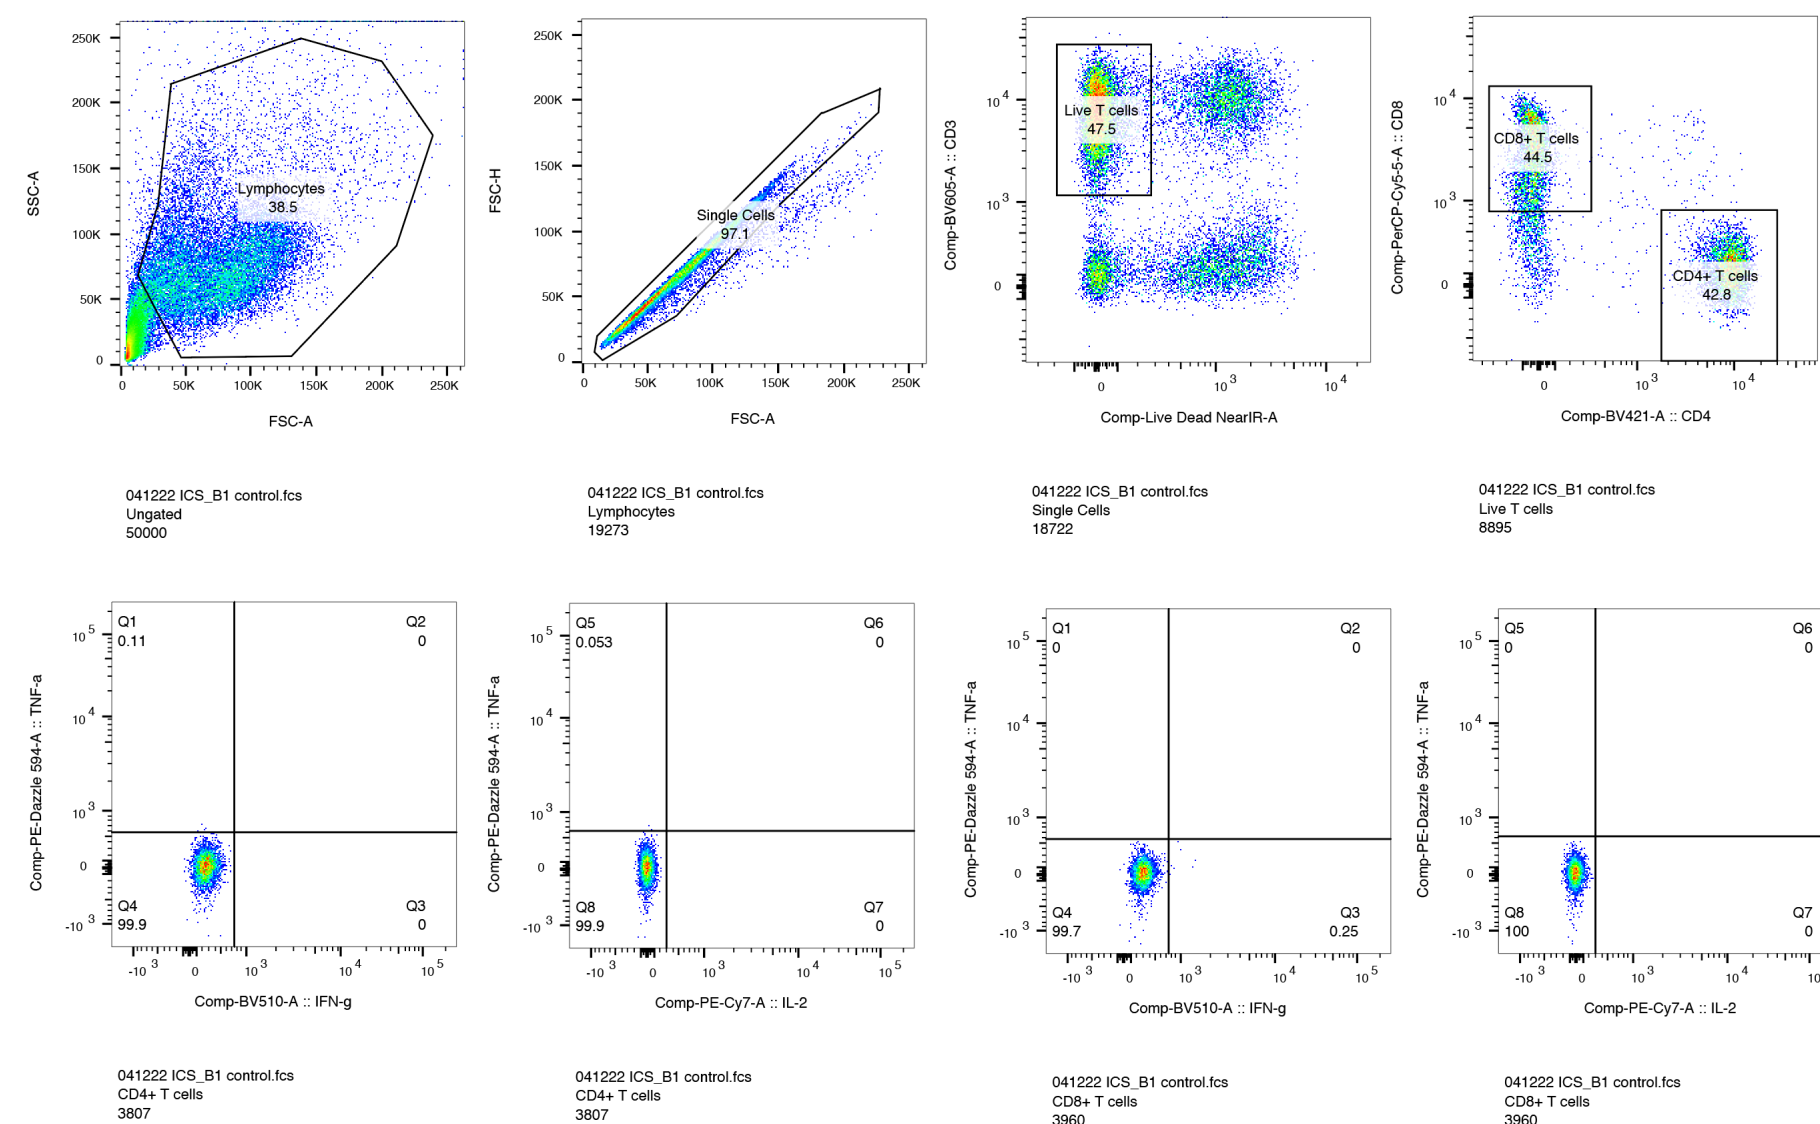 250K
200K
150K
100K
50K
0
SSC-A
Lymphocytes
38.5
0
50K
100K
150K
200K
250K
FSC-A
041222 ICS_B1 control.fcs
Ungated
50000
250K
200K
150K
100K
50K
0
FSC-H
Single Cells
97.1
0
50K
100K
150K
200K
250K
FSC-A
041222 ICS_B1 control.fcs
Lymphocytes
19273
10 4
10 3
0
Comp-BV605-A :: CD3
Live T cells
47.5
0
10 3
10 4
Comp-Live Dead NearIR-A
041222 ICS_B1 control.fcs
Single Cells
18722
10 4
10 3
0
Comp-PerCP-Cy5-5-A :: CD8
CD8+ T cells
44.5
CD4+ T cells
42.8
0
10 3
10 4
Comp-BV421-A :: CD4
041222 ICS_B1 control.fcs
Live T cells
8895
10 5
10 4
10 3
0
-10 3
Comp-PE-Dazzle 594-A :: TNF-a
Q1
0.11
Q2
0
Q4
99.9
Q3
0
-10 3
0
10 3
10 4
10 5
Comp-BV510-A :: IFN-g
041222 ICS_B1 control.fcs
CD4+ T cells
3807
10 5
10 4
10 3
0
-10 3
Comp-PE-Dazzle 594-A :: TNF-a
Q5
0.053
Q6
0
Q8
99.9
Q7
0
-10 3
0
10 3
10 4
10 5
Comp-PE-Cy7-A :: IL-2
041222 ICS_B1 control.fcs
CD4+ T cells
3807
10 5
10 4
10 3
0
-10 3
Comp-PE-Dazzle 594-A :: TNF-a
Q1
0
Q2
0
Q4
99.7
Q3
0.25
-10 3
0
10 3
10 4
10 5
Comp-BV510-A :: IFN-g
041222 ICS_B1 control.fcs
CD8+ T cells
3960
10 5
10 4
10 3
0
-10 3
Comp-PE-Dazzle 594-A :: TNF-a
Q5
0
Q6
0
Q8
100
Q7
0
-10 3
0
10 3
10 4
10
Comp-PE-Cy7-A :: IL-2
041222 ICS_B1 control.fcs
CD8+ T cells
3960